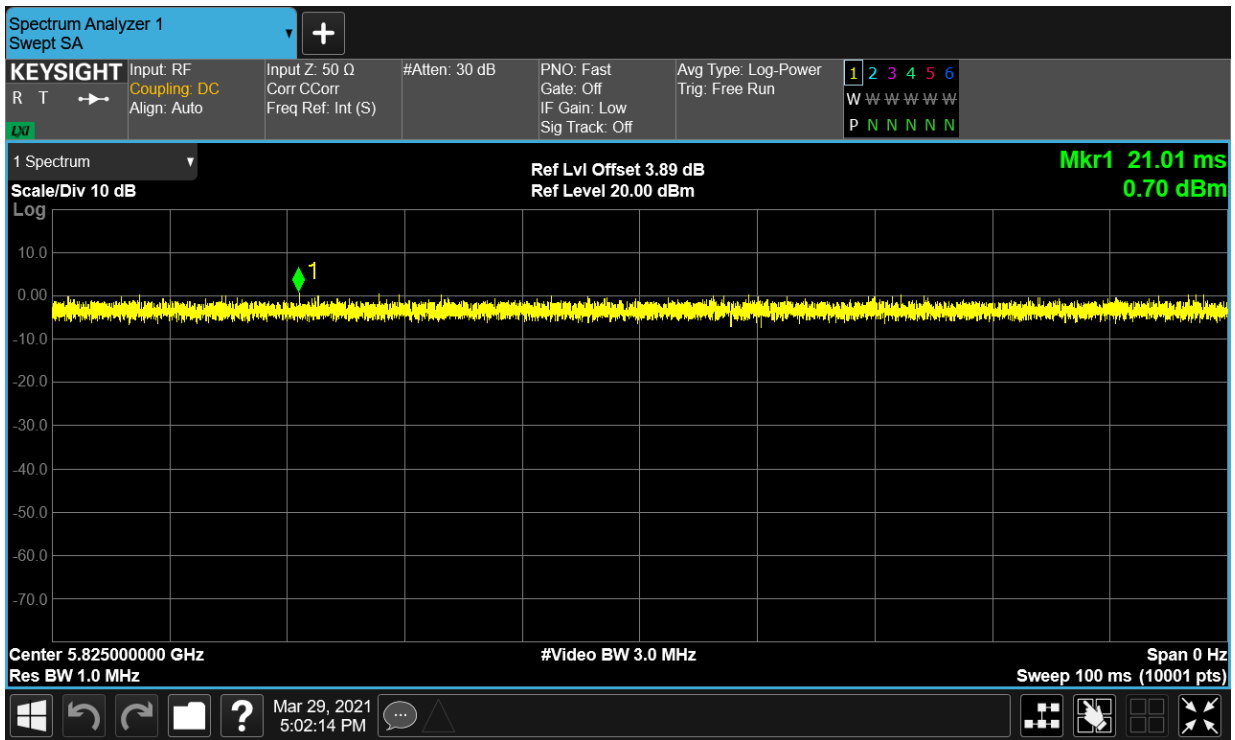 Spectrum Analyzer 1
Swept SA
+
KEYSIGHT
R T
LXI
Input: RF
Coupling: DC
Align: Auto
Input Z: 50 Ω
Corr CCorr
Freq Ref: Int (S)
#Atten: 30 dB
PNO: Fast
Gate: Off
IF Gain: Low
Sig Track: Off
Avg Type: Log-Power
Trig: Free Run
1 2 3 4 5 6
W W W W W W
P N N N N N
1 Spectrum
Scale/Div 10 dB
Log
Ref Lvl Offset 3.89 dB
Ref Level 20.00 dBm
Mkr1 21.01 ms
0.70 dBm
10.0
1
0.00
-10.0
-20.0
-30.0
-40.0
-50.0
-60.0
-70.0
Center 5.825000000 GHz
Res BW 1.0 MHz
#Video BW 3.0 MHz
Span 0 Hz
Sweep 100 ms (10001 pts)
?
Mar 29, 2021
5:02:14 PM